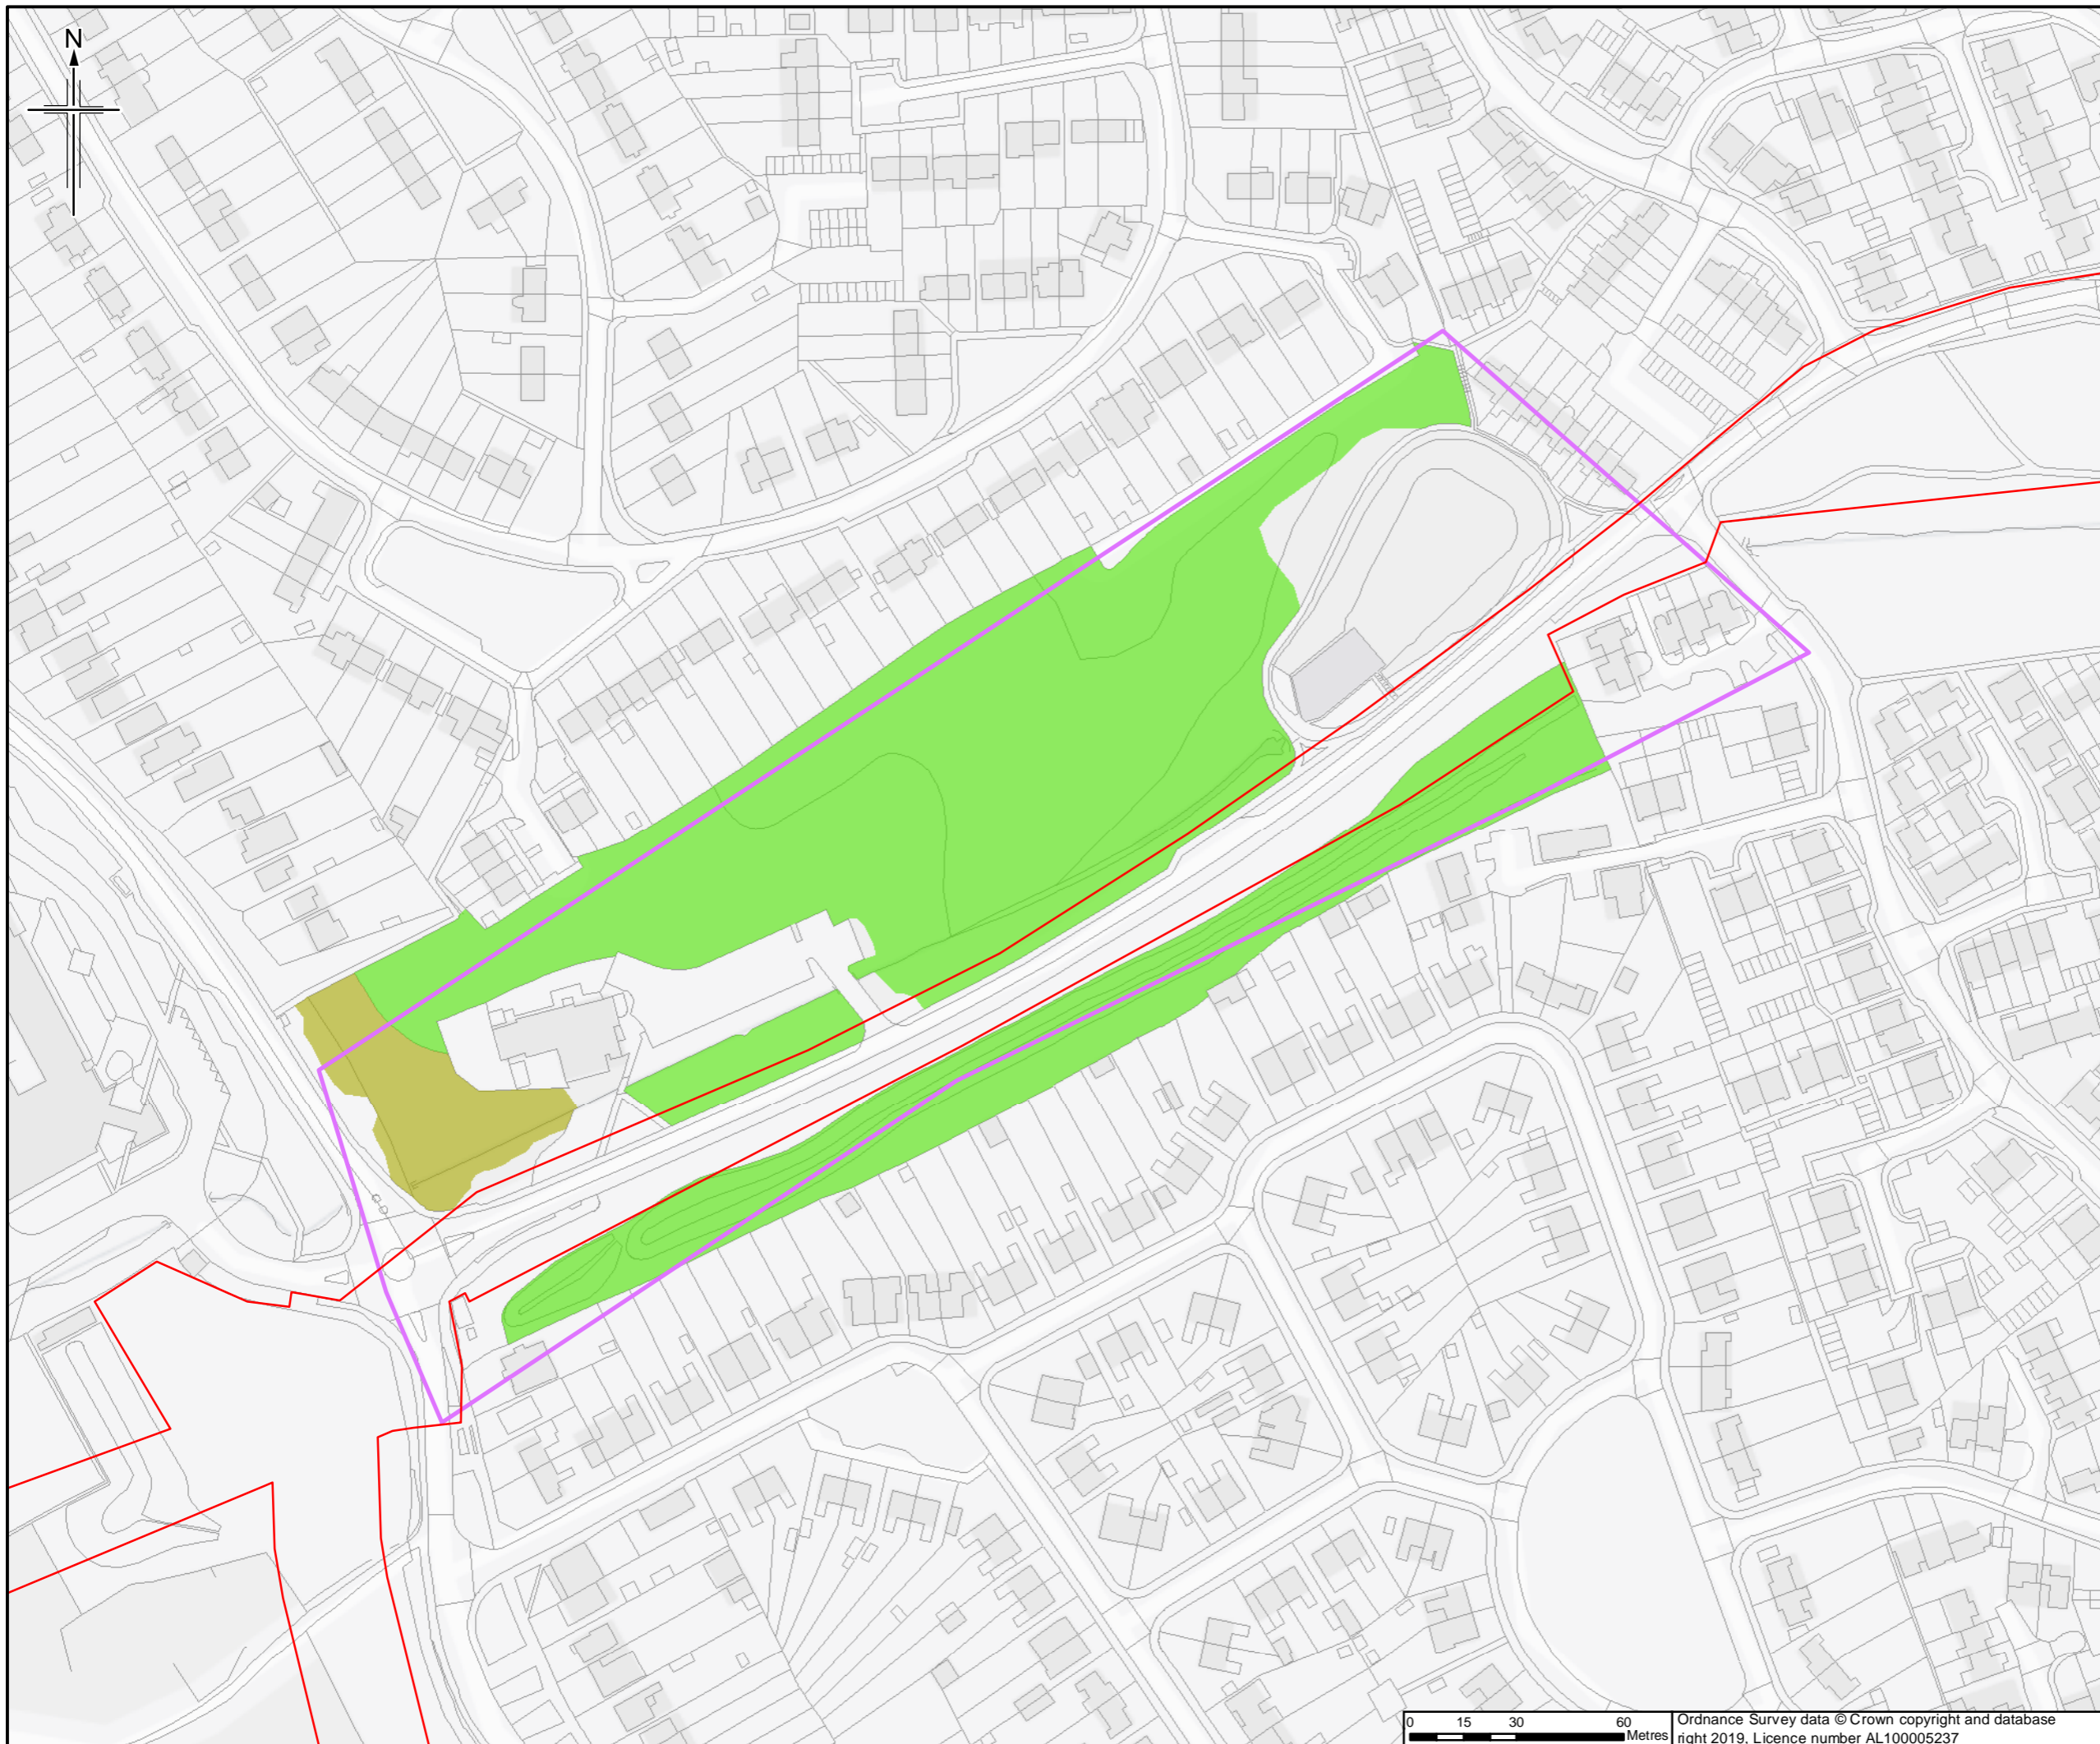 N
0 15 30 60
Metres
Ordnance Survey data © Crown copyright and database
right 2019. Licence number AL100005237